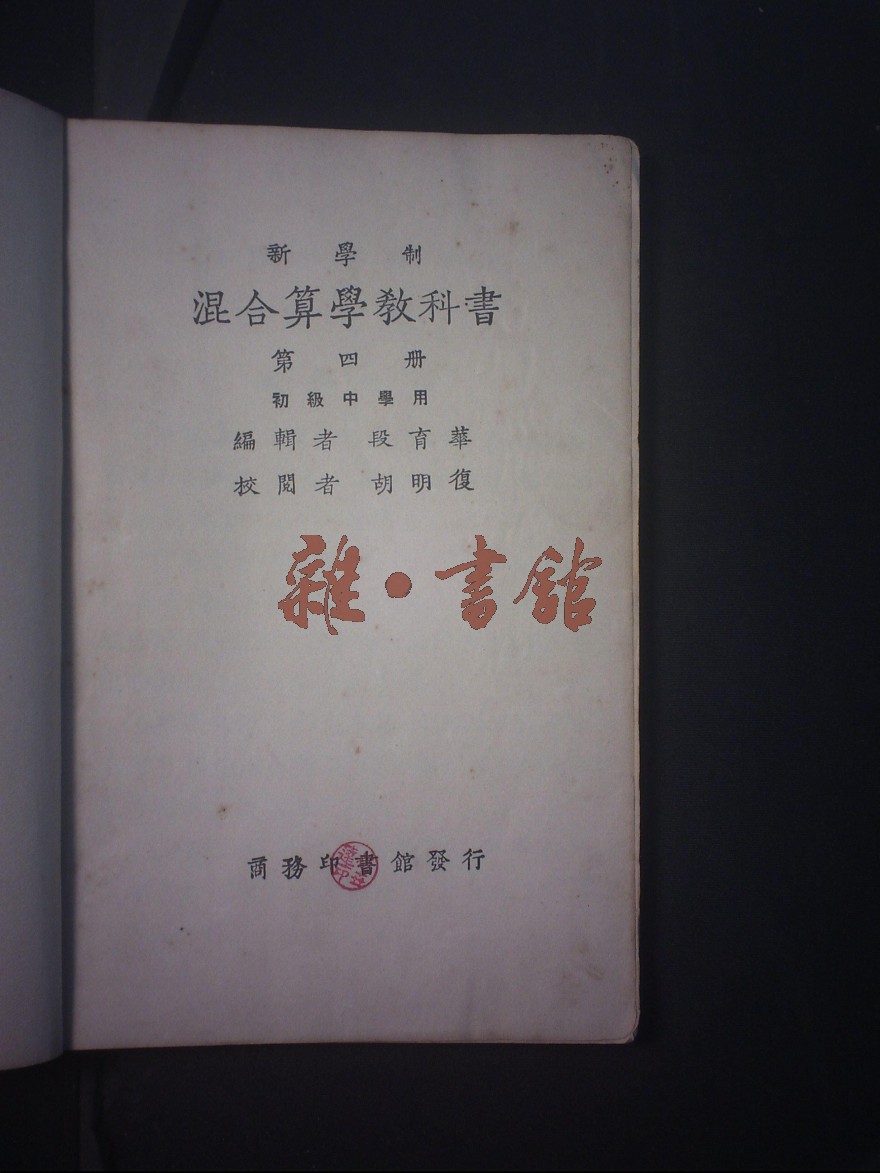 新學制
混合算學教科書
第四册
初級中學用
編輯者 段育華
校閱者 胡明復
雜·書館
商務印書館發行